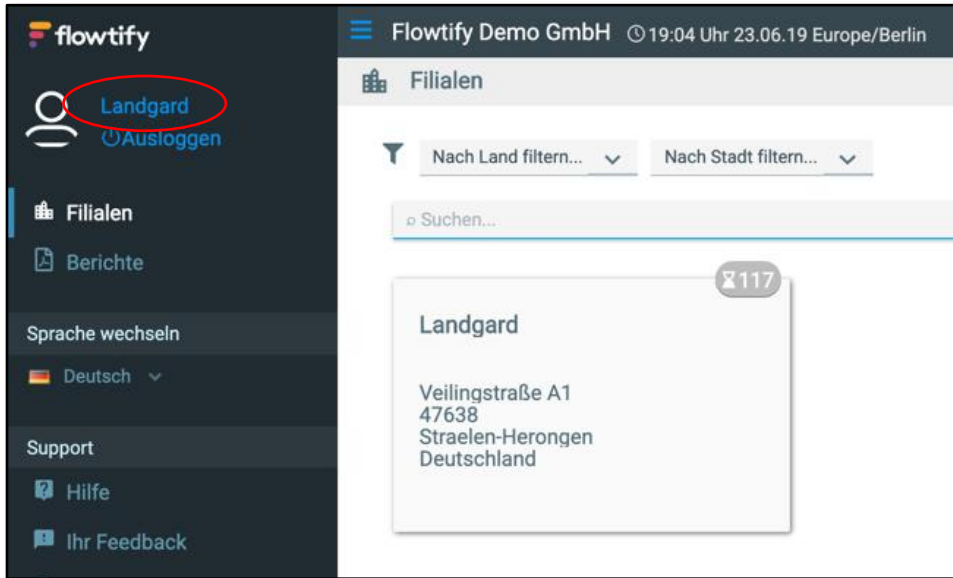 flowtify
Landgard
Ausloggen
Filialen
Berichte
Sprache wechseln
Deutsch
Support
Hilfe
Ihr Feedback
Flowtify Demo GmbH 19:04 Uhr 23.06.19 Europe/Berlin
Filialen
Nach Land filtern... Nach Stadt filtern...
Suchen...
117
Landgard
Veilingstraße A1
47638
Straelen-Herongen
Deutschland